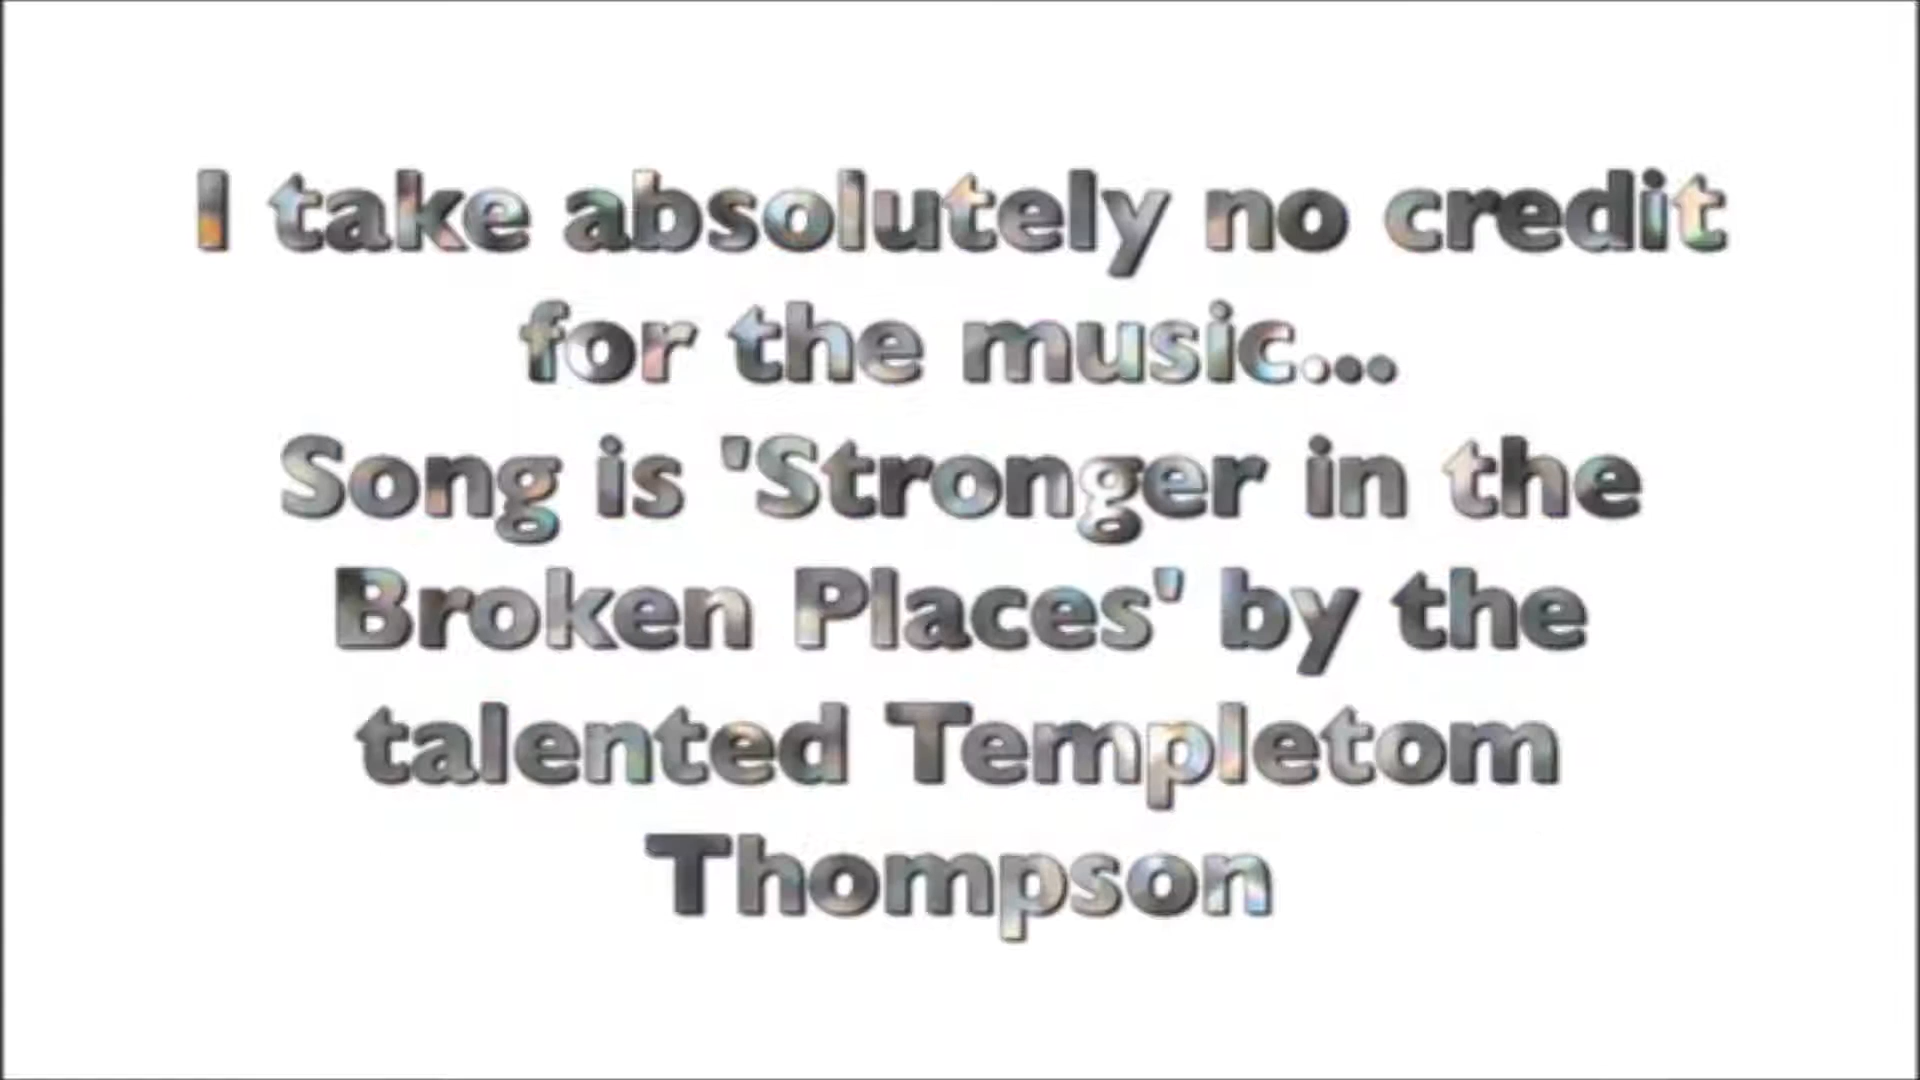 I take absolutely no credit
for the music...
Song is 'Stronger in the
Broken Places' by the
talented Templetom
Thompson